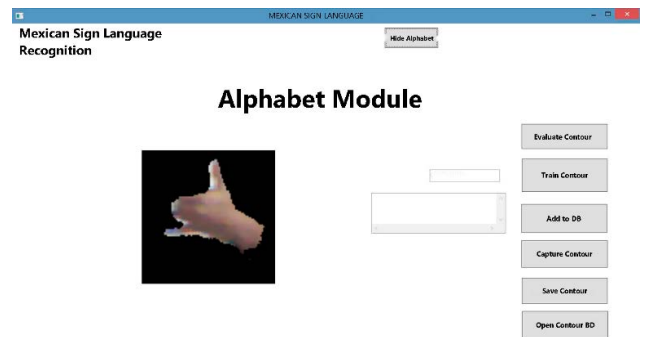 MEXICAN SIGN LANGUAGE
Mexican Sign Language
Recognition
Hide Alphabet
Alphabet Module
Evaluate Contour
Train Contour
Add to DB
Capture Contour
Save Contour
Open Contour BD